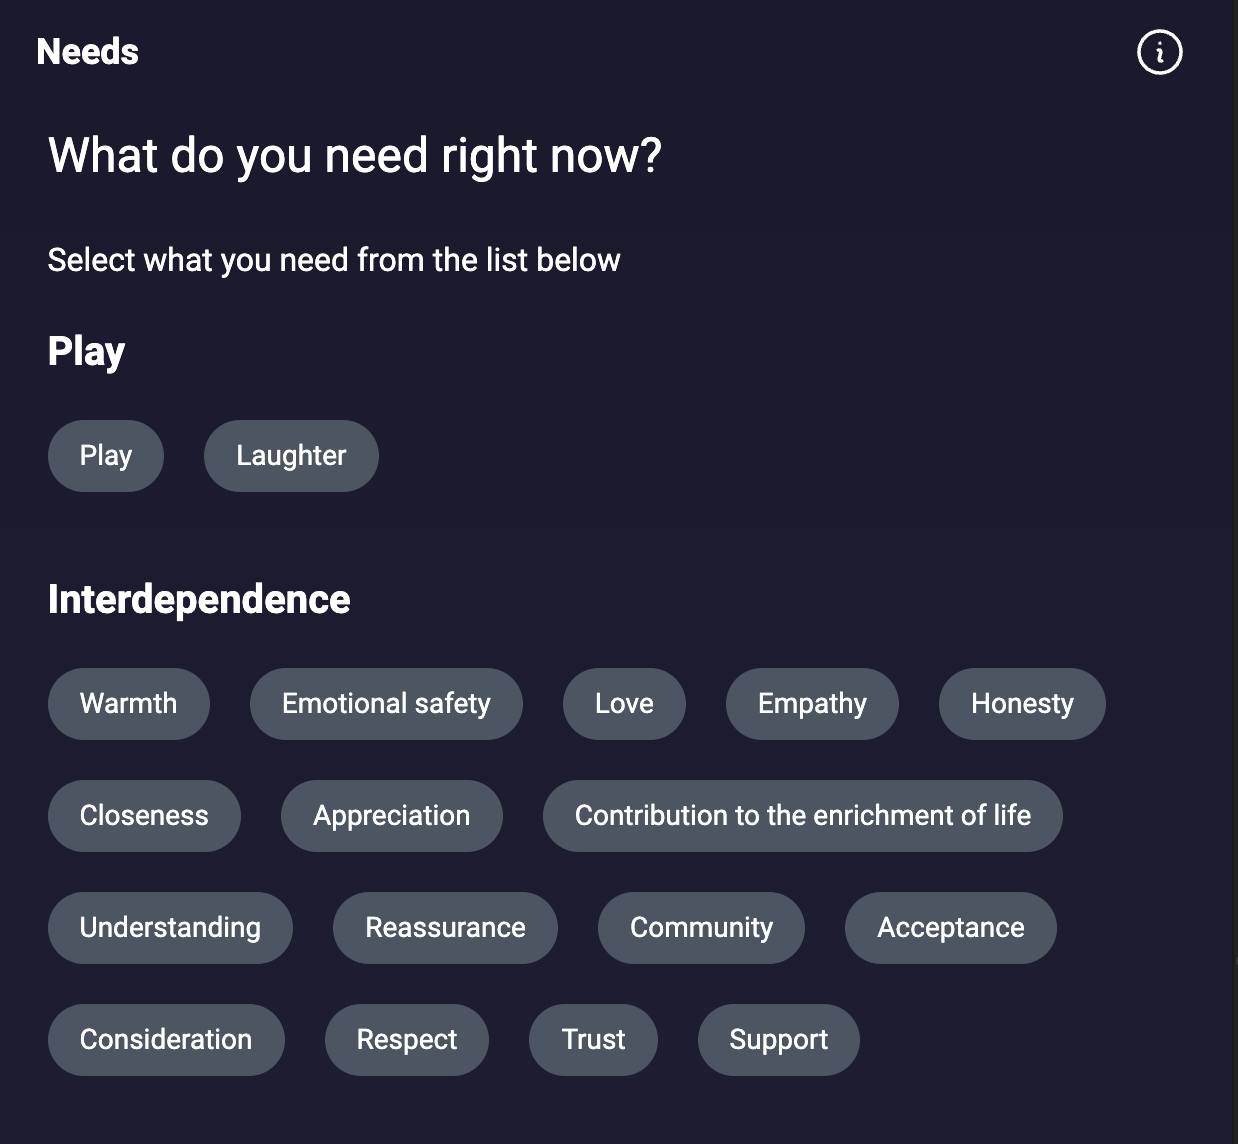 Needs
What do you need right now?
Select what you need from the list below
Play
Play Laughter
Interdependence
Warmth Emotional safety Love Empathy Honesty
Closeness Appreciation Contribution to the enrichment of life
Understanding Reassurance Community Acceptance
Consideration Respect Trust Support